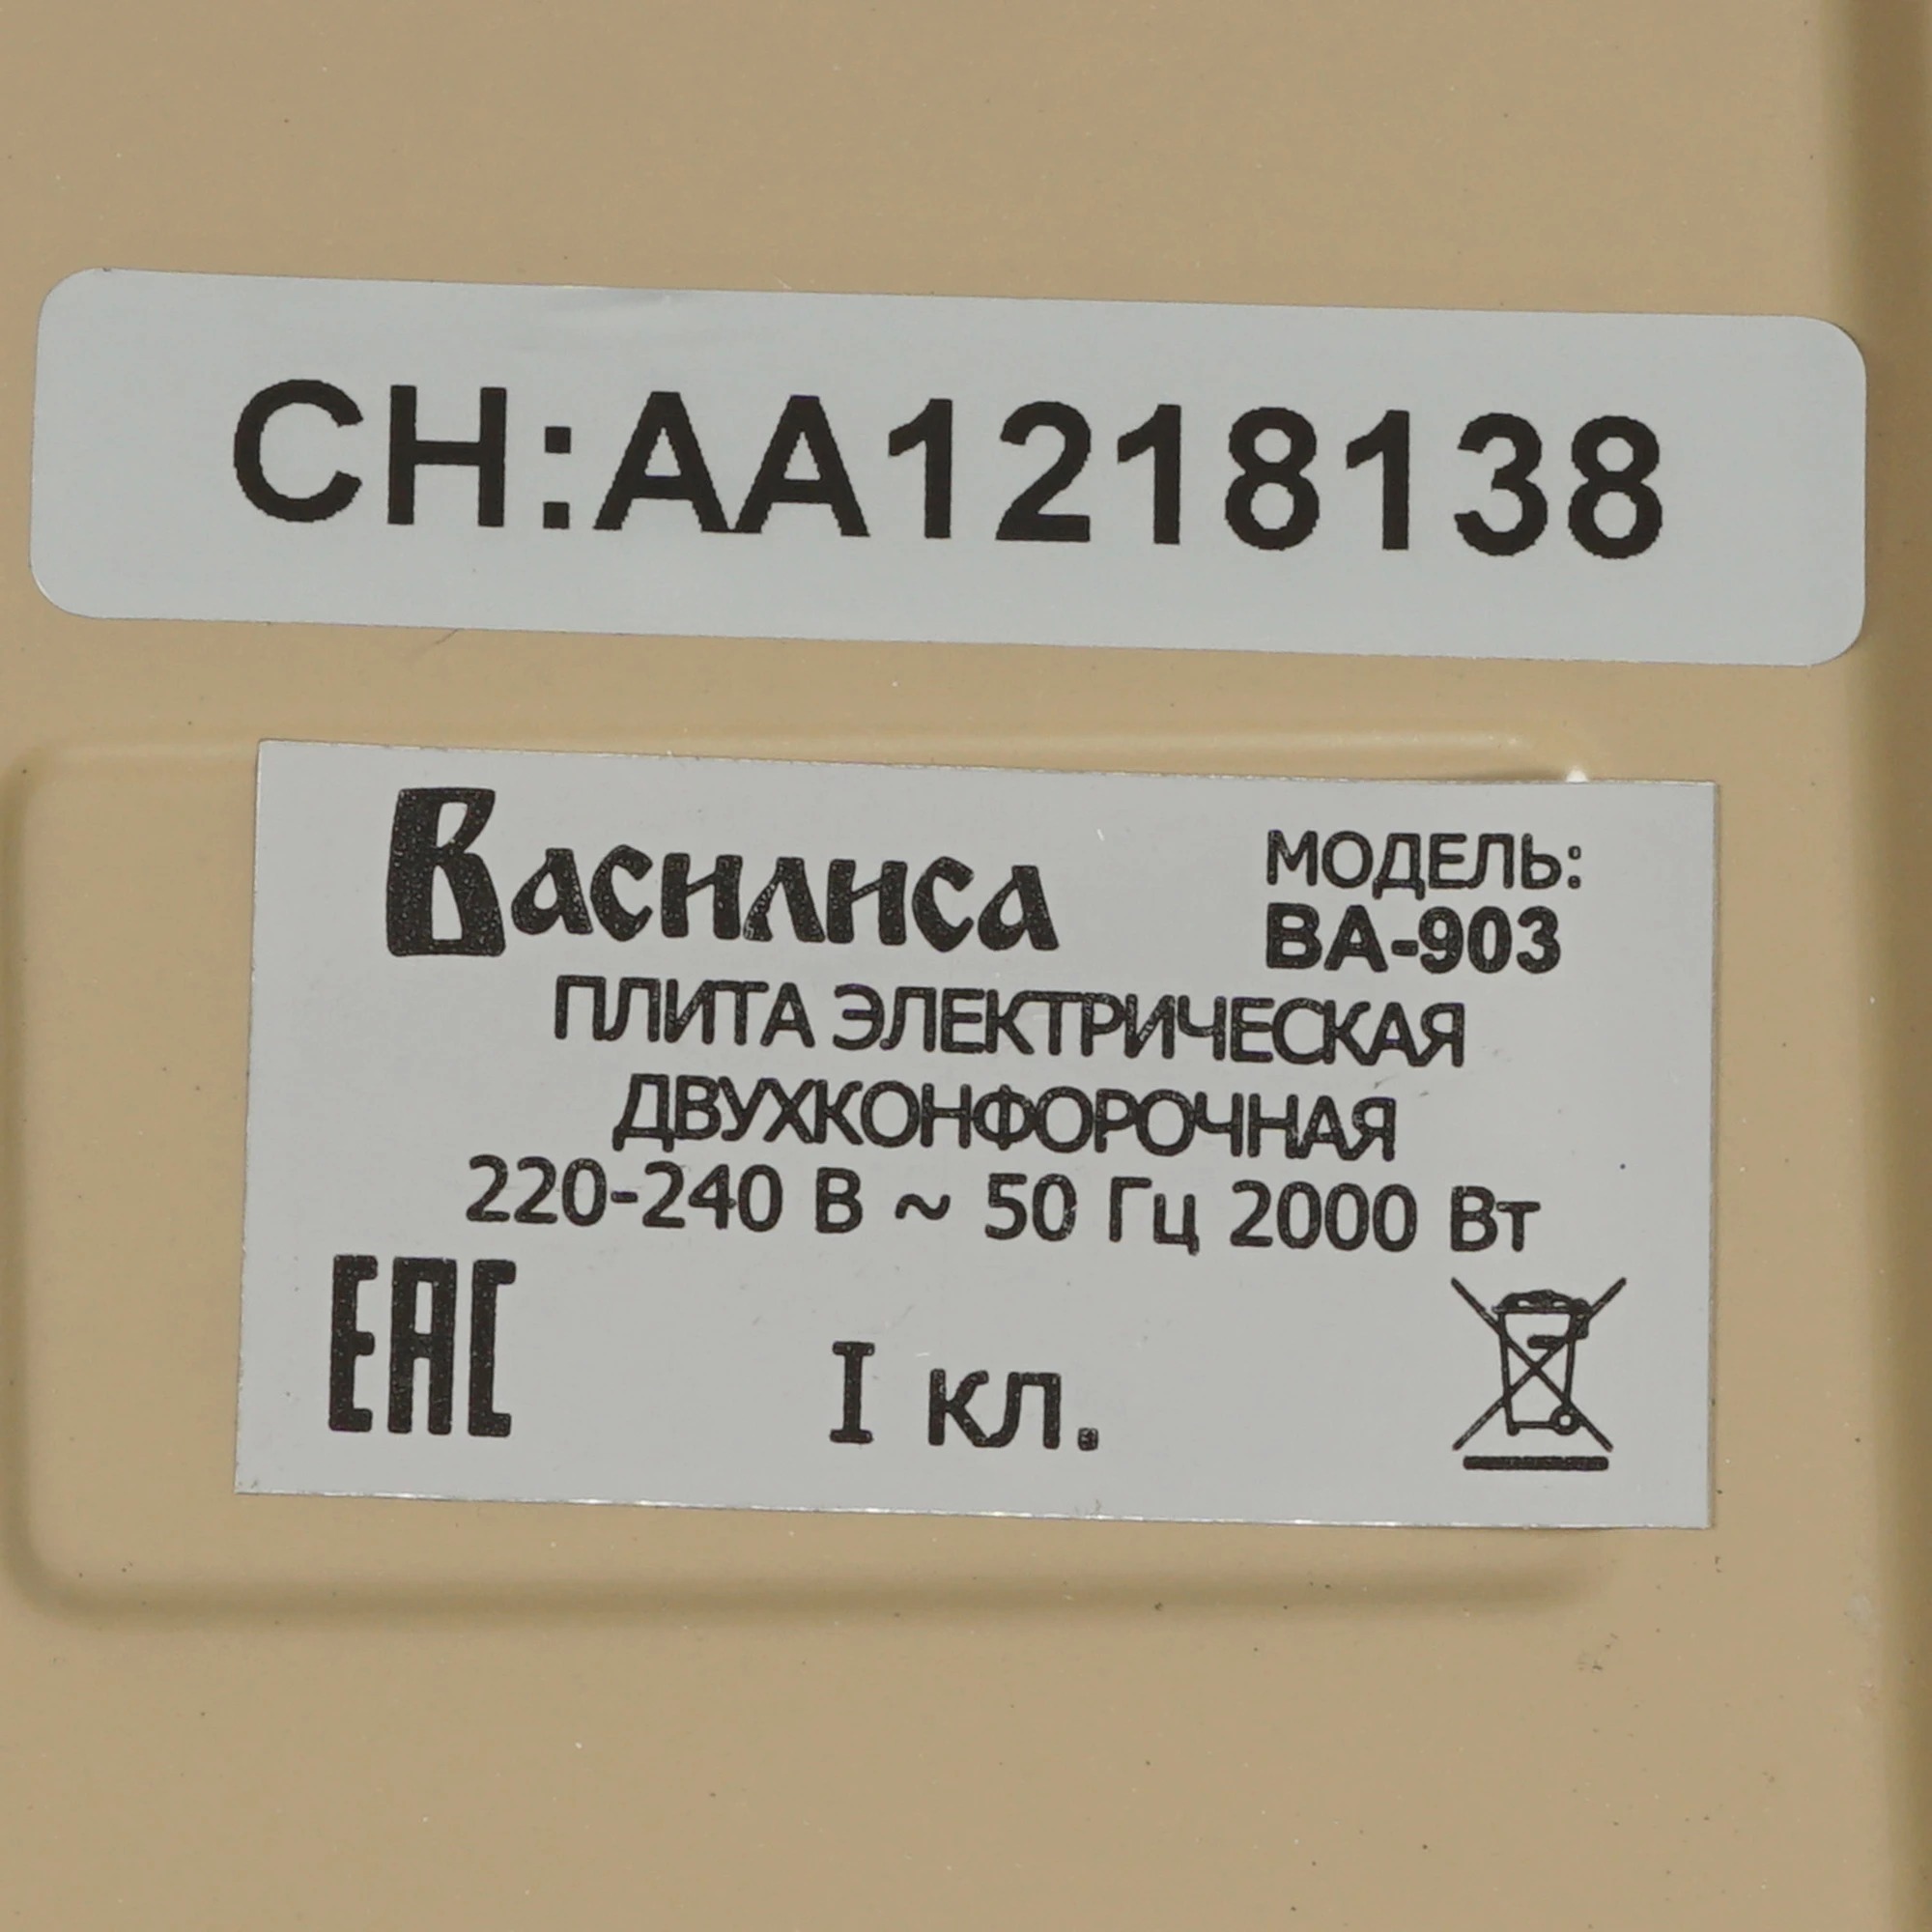 СН:АА1218138
Василиса
МОДЕЛЬ:
ВА-903
ПЛИТА ЭЛЕКТРИЧЕСКАЯ
ДВУХКОНФОРОЧНАЯ
220-240 В ~ 50 Гц 2000 Вт
ЕАС
I кл.